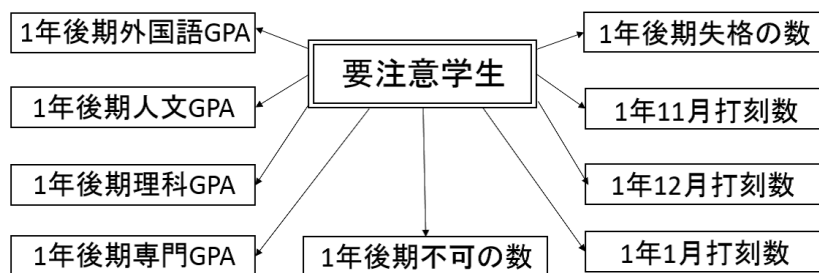 要注意学生
1年後期外国語GPA
1年後期人文GPA
1年後期理科GPA
1年後期専門GPA
1年後期不可の数
1年後期失格の数
1年11月打刻数
1年12月打刻数
1年1月打刻数